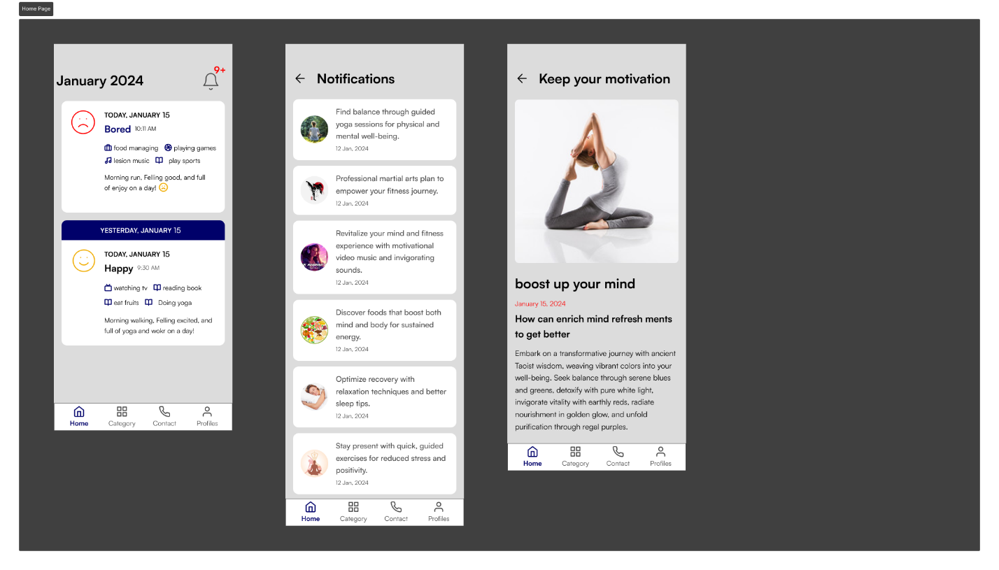 Home Page
January 2024
9+
TODAY, JANUARY 15
Bored 10:11 AM
food managing playing games
lesion music play sports
Morning run, Felling good, and full
of enjoy on a day!
YESTERDAY, JANUARY 15
TODAY, JANUARY 15
Happy 9:30 AM
watching tv reading book
eat fruits Doing yoga
Morning walking, Felling excited, and
full of yoga and wokr on a day!
Home Category Contact Profiles
Notifications
Find balance through guided
yoga sessions for physical and
mental well-being.
12 Jan, 2024
Professional martial arts plan to
empower your fitness journey.
12 Jan, 2024
Revitalize your mind and fitness
experience with motivational
video music and invigorating
sounds.
12 Jan, 2024
Discover foods that boost both
mind and body for sustained
energy.
12 Jan, 2024
Optimize recovery with
relaxation techniques and better
sleep tips.
12 Jan, 2024
Stay present with quick, guided
exercises for reduced stress and
positivity.
12 Jan, 2024
Home Category Contact Profiles
Keep your motivation
boost up your mind
January 15, 2024
How can enrich mind refresh ments
to get better
Embark on a transformative journey with ancient
Taoist wisdom, weaving vibrant colors into your
well-being. Seek balance through serene blues
and greens, detoxify with pure white light,
invigorate vitality with earthly reds, radiate
nourishment in golden glow, and unfold
purification through regal purples.
Home Category Contact Profiles